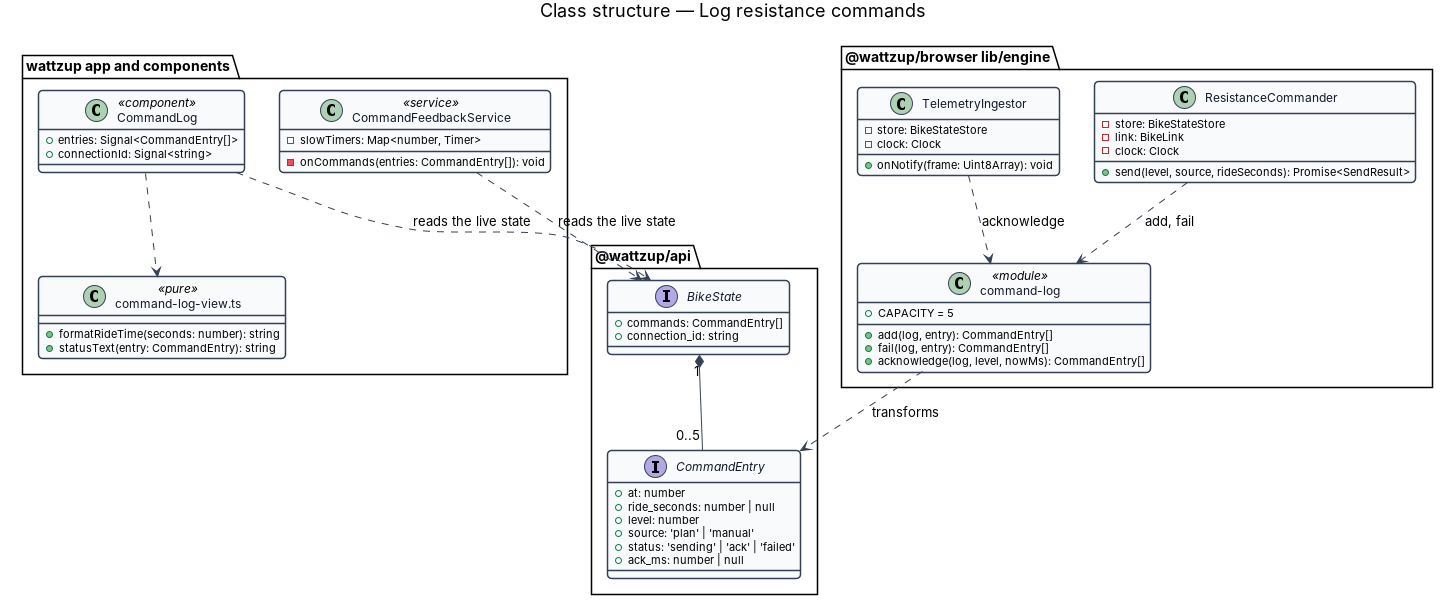 Class structure — Log resistance commands
wattzup app and components
«component»
CommandLog
entries: Signal<CommandEntry[]>
connectionId: Signal<string>
«service»
CommandFeedbackService
slowTimers: Map<number, Timer>
onCommands(entries: CommandEntry[]): void
reads the live state
reads the live state
«pure»
command-log-view.ts
formatRideTime(seconds: number): string
statusText(entry: CommandEntry): string
@wattzup/api
BikeState
commands: CommandEntry[]
connection_id: string
1
0..5
CommandEntry
at: number
ride_seconds: number | null
level: number
source: 'plan' | 'manual'
status: 'sending' | 'ack' | 'failed'
ack_ms: number | null
@wattzup/browser lib/engine
TelemetryIngestor
store: BikeStateStore
clock: Clock
onNotify(frame: Uint8Array): void
ResistanceCommander
store: BikeStateStore
link: BikeLink
clock: Clock
send(level, source, rideSeconds): Promise<SendResult>
acknowledge
add, fail
«module»
command-log
CAPACITY = 5
add(log, entry): CommandEntry[]
fail(log, entry): CommandEntry[]
acknowledge(log, level, nowMs): CommandEntry[]
transforms